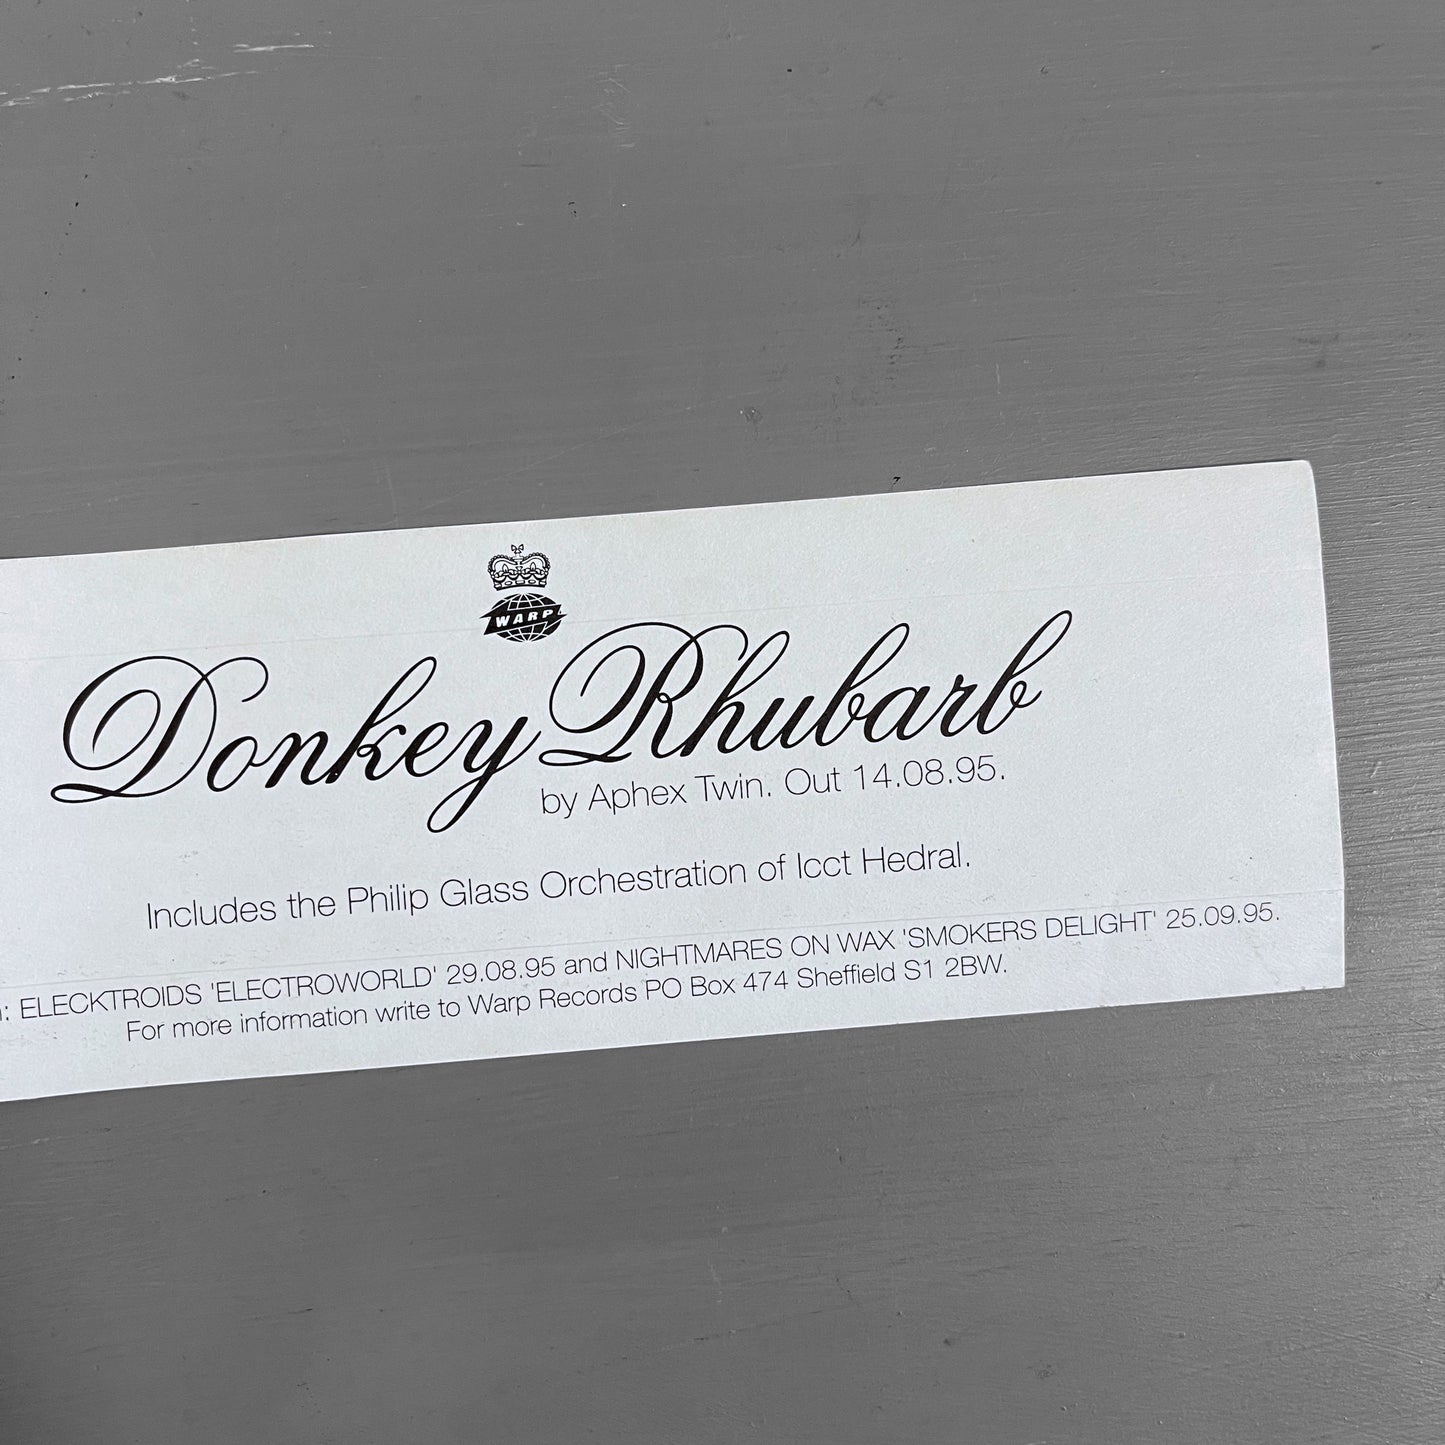 WARP
Donkey Rhubarb
by Aphex Twin. Out 14.08.95.
Includes the Philip Glass Orchestration of Icct Hedral.
: ELECKTROIDS 'ELECTROWORLD' 29.08.95 and NIGHTMARES ON WAX 'SMOKERS DELIGHT' 25.09.95.
For more information write to Warp Records PO Box 474 Sheffield S1 2BW.